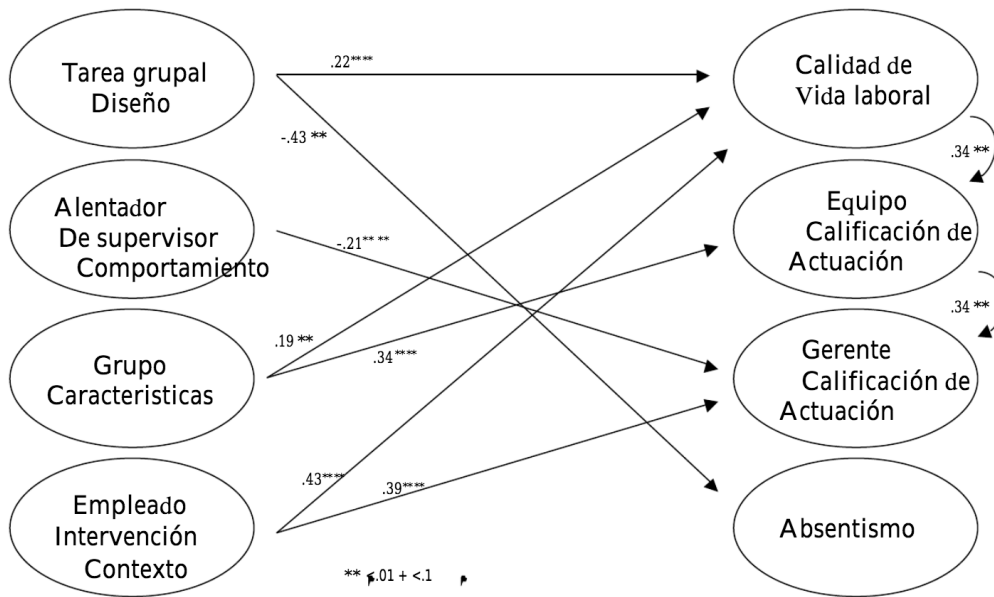 Tarea grupal
Diseño
.22****
Calidad de
Vida laboral
-.43 **
.34 **
Alentador
De supervisor
Comportamiento
-.21** **
Equipo
Calificación de
Actuación
.34 **
.19 **
.34****
Grupo
Caracteristicas
Gerente
Calificación de
Actuación
.43****
.39****
Empleado
Intervención
Contexto
Absentismo
** <.01 + <.1